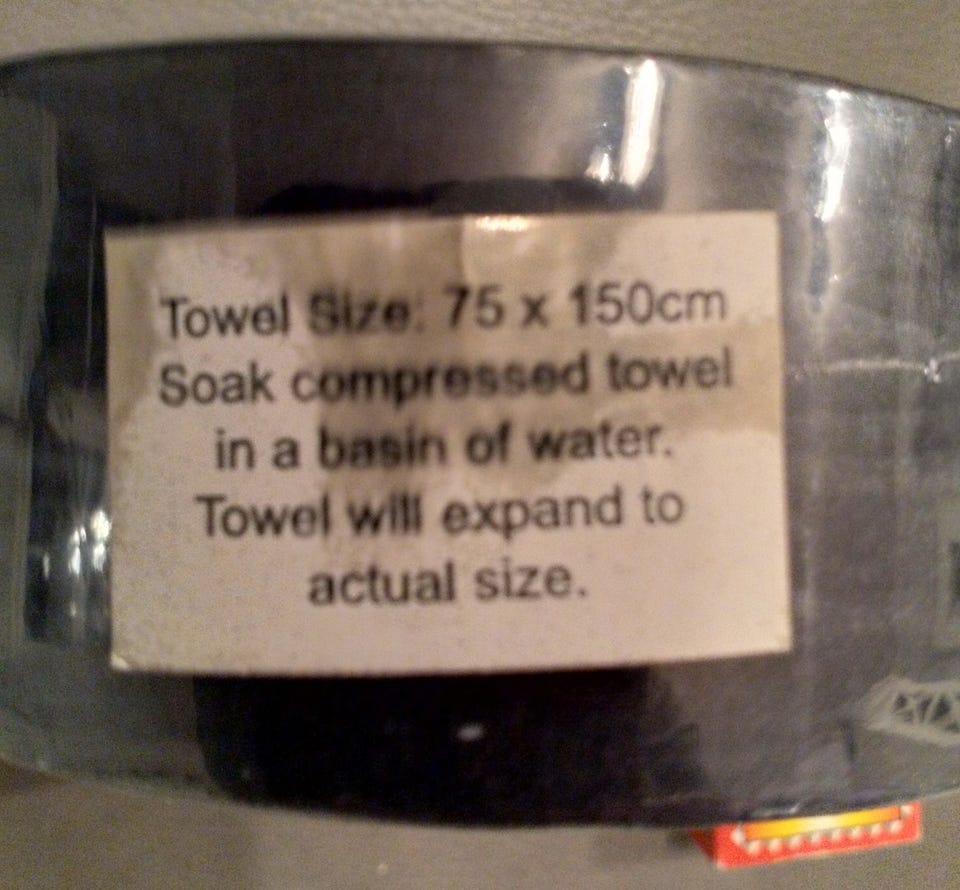 Towel Size: 75 x 150cm
Soak compressed towel
in a basin of water.
Towel will expand to
actual size.